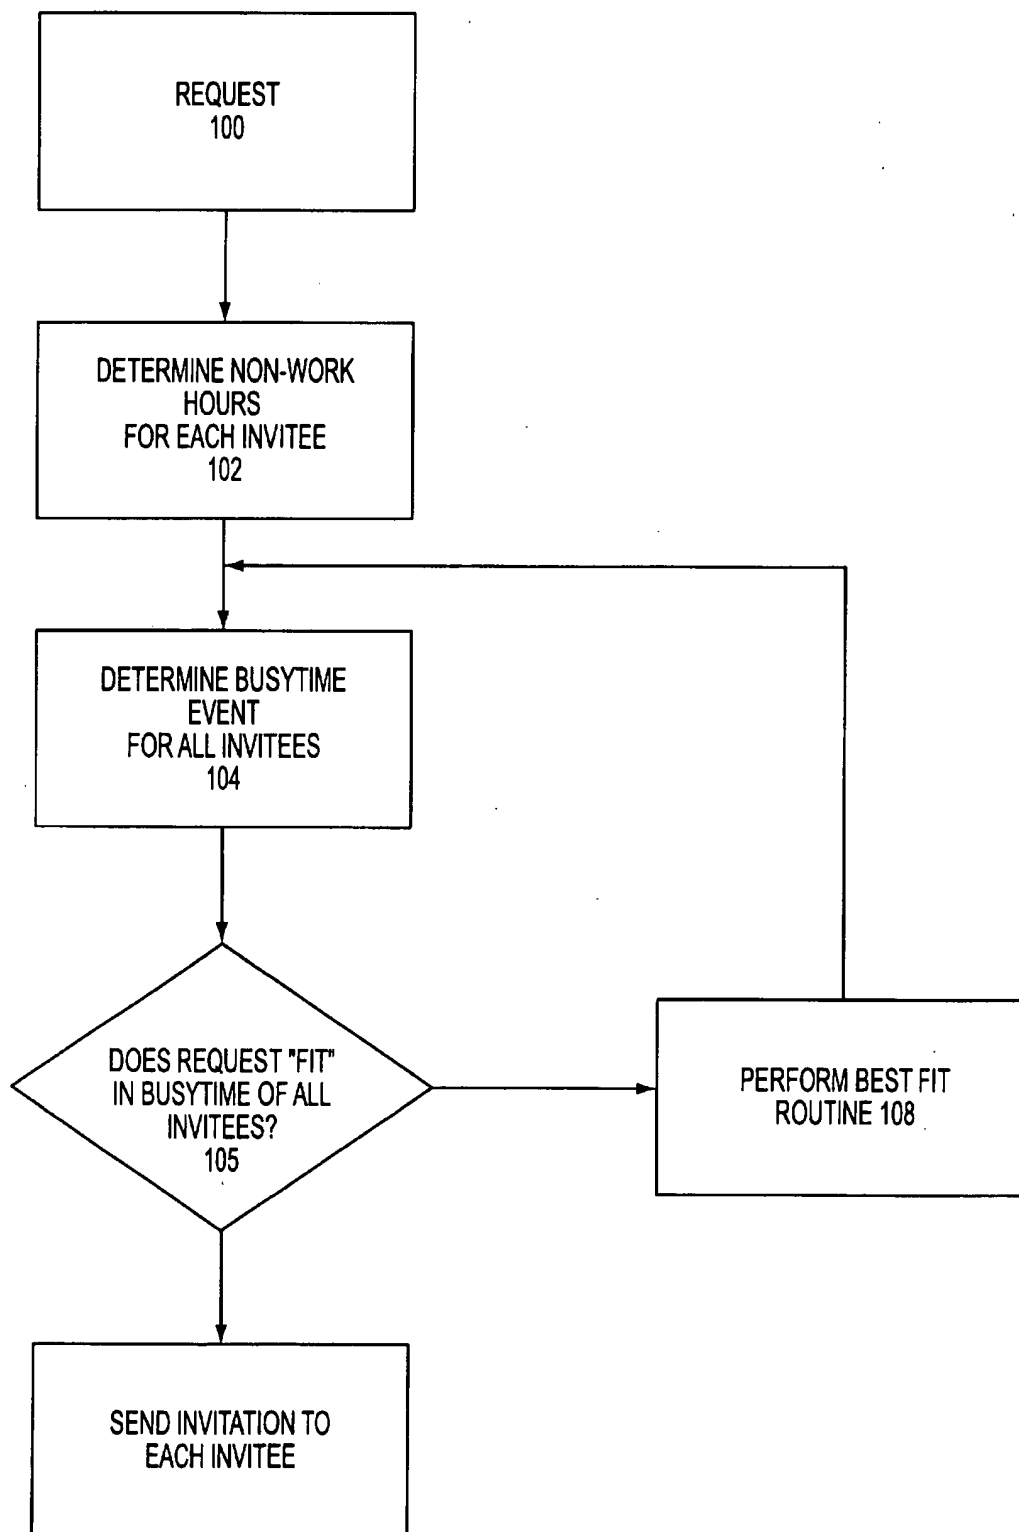 REQUEST
100
DETERMINE NON-WORK
HOURS
FOR EACH INVITEE
102
DETERMINE BUSYTIME
EVENT
FOR ALL INVITEES
104
DOES REQUEST "FIT"
IN BUSYTIME OF ALL
INVITEES?
105
PERFORM BEST FIT
ROUTINE 108
SEND INVITATION TO
EACH INVITEE